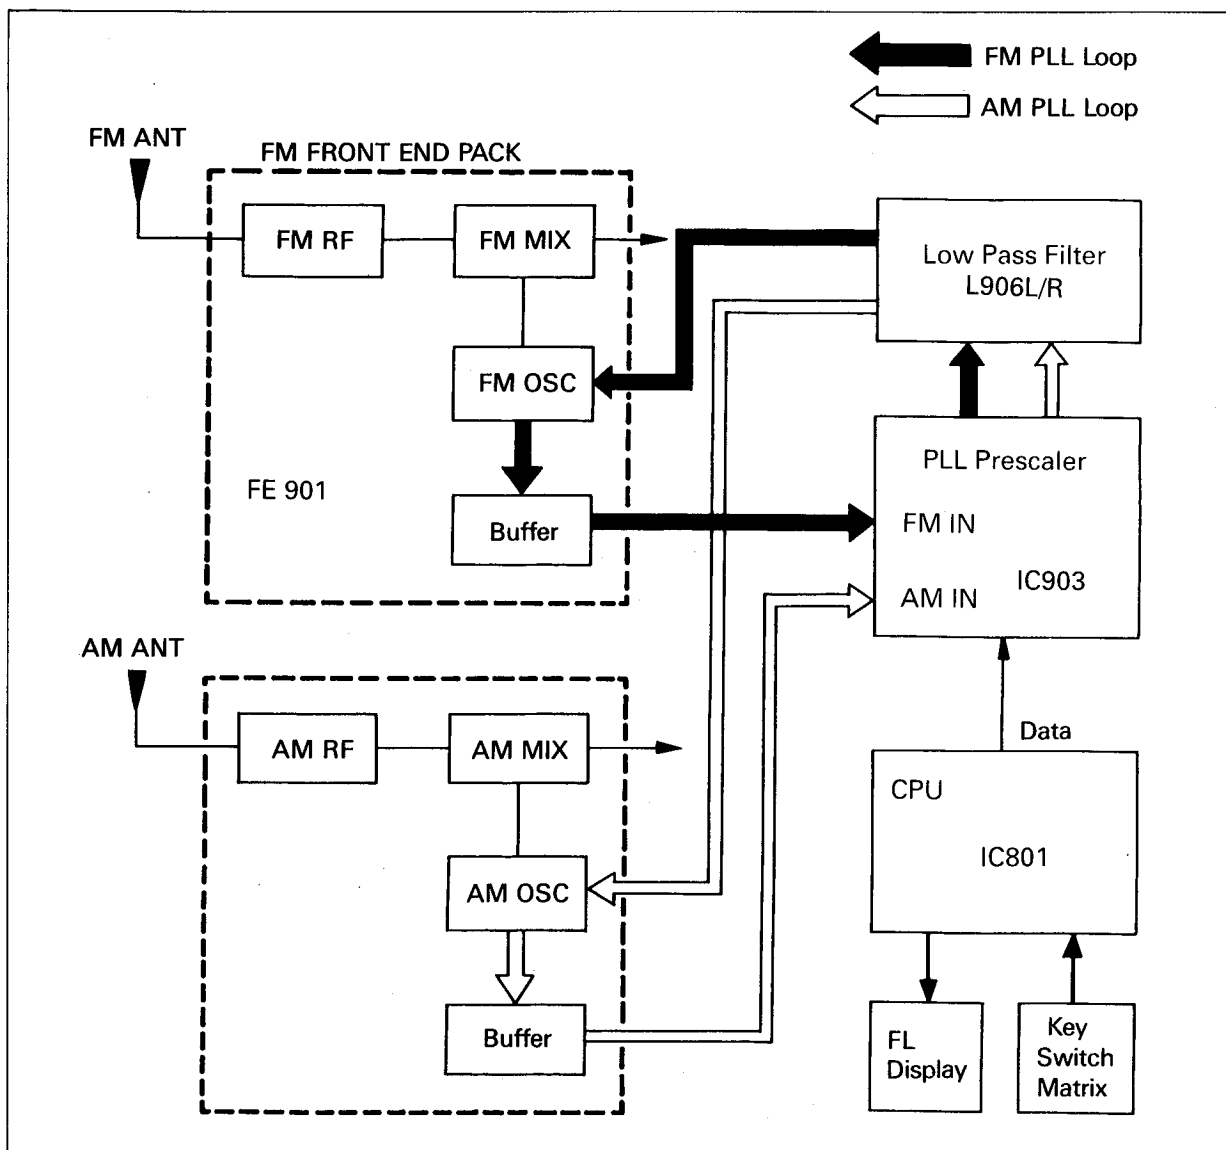 FM PLL Loop
AM PLL Loop
FM ANT
FM FRONT END PACK
FM RF
FM MIX
Low Pass Filter
L906L/R
FM OSC
PLL Prescaler
FE 901
Buffer
FM IN
IC903
AM IN
AM ANT
AM RF
AM MIX
Data
CPU
IC801
AM OSC
Buffer
FL
Display
Key
Switch
Matrix